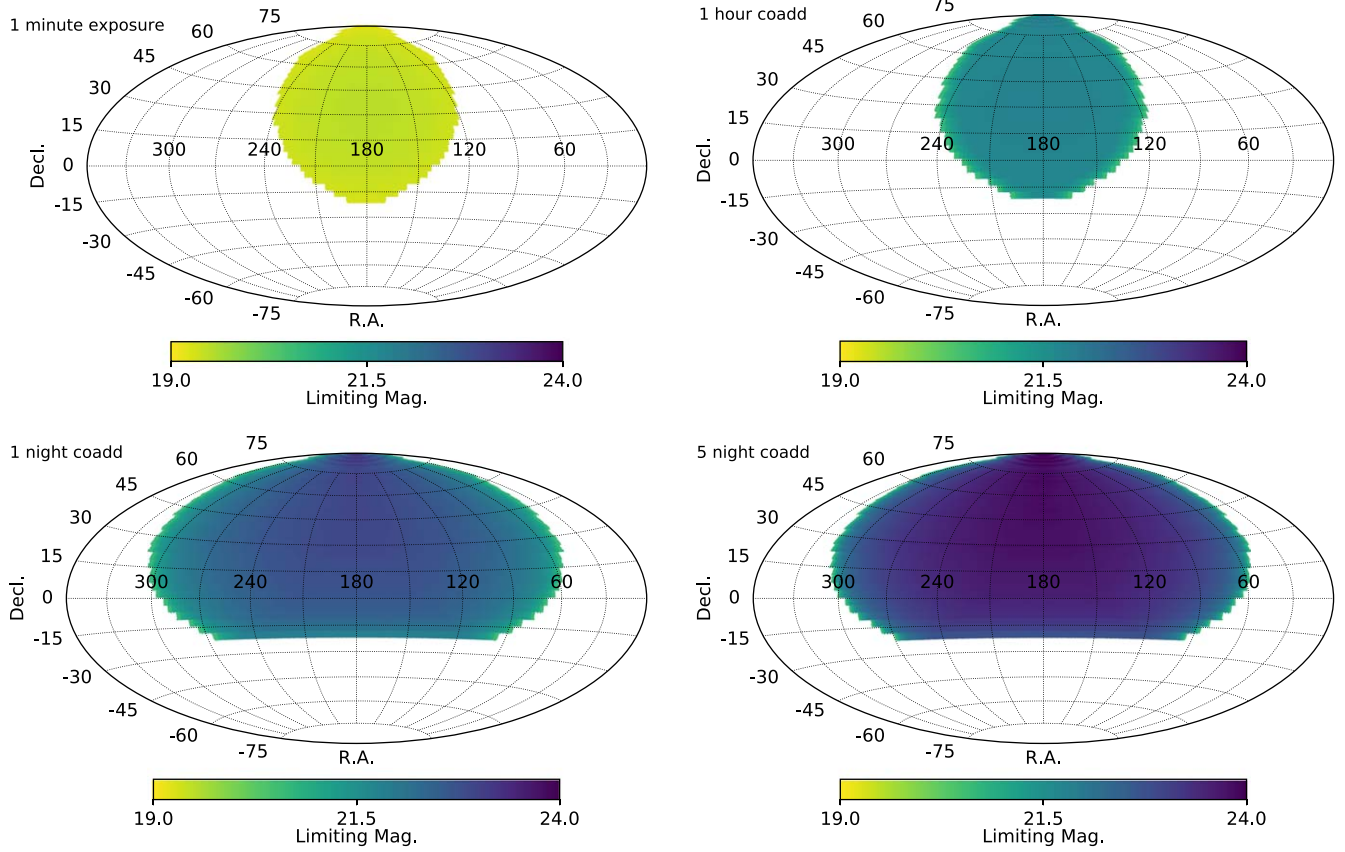 1 minute exposure
75
60
45
30
15
0
-15
-30
-45
-60
-75
Decl.
300 240 180 120 60
R.A.
19.0 21.5 24.0
Limiting Mag.
1 hour coadd
75
60
45
30
15
0
-15
-30
-45
-60
-75
Decl.
300 240 180 120 60
R.A.
19.0 21.5 24.0
Limiting Mag.
1 night coadd
75
60
45
30
15
0
-15
-30
-45
-60
-75
Decl.
300 240 180 120 60
R.A.
19.0 21.5 24.0
Limiting Mag.
5 night coadd
75
60
45
30
15
0
-15
-30
-45
-60
-75
Decl.
300 240 180 120 60
R.A.
19.0 21.5 24.0
Limiting Mag.